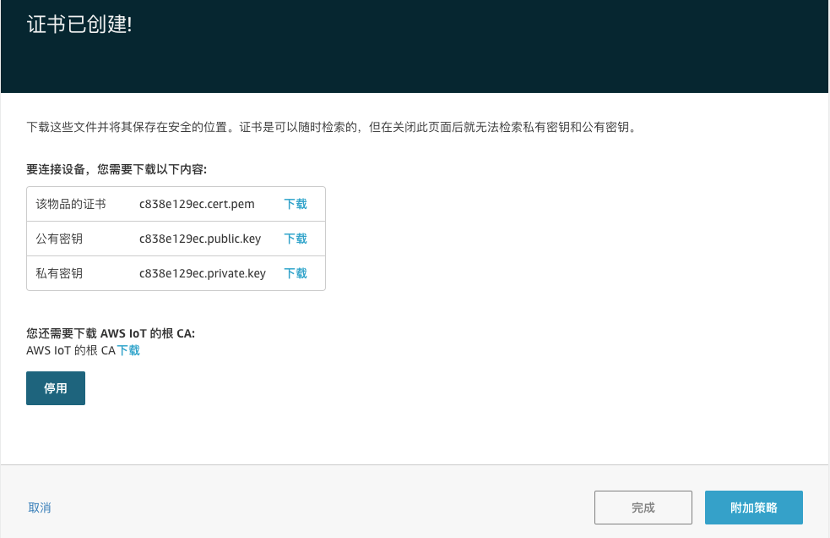 证书已创建!
下载这些文件并将其保存在安全的位置。证书是可以随时检索的，但在关闭此页面后就无法检索私有密钥和公有密钥。
要连接设备，您需要下载以下内容:
该物品的证书 c838e129ec.cert.pem 下载
公有密钥 c838e129ec.public.key 下载
私有密钥 c838e129ec.private.key 下载
您还需要下载 AWS IoT 的根 CA:
AWS IoT 的根 CA下载
停用
取消 完成 附加策略